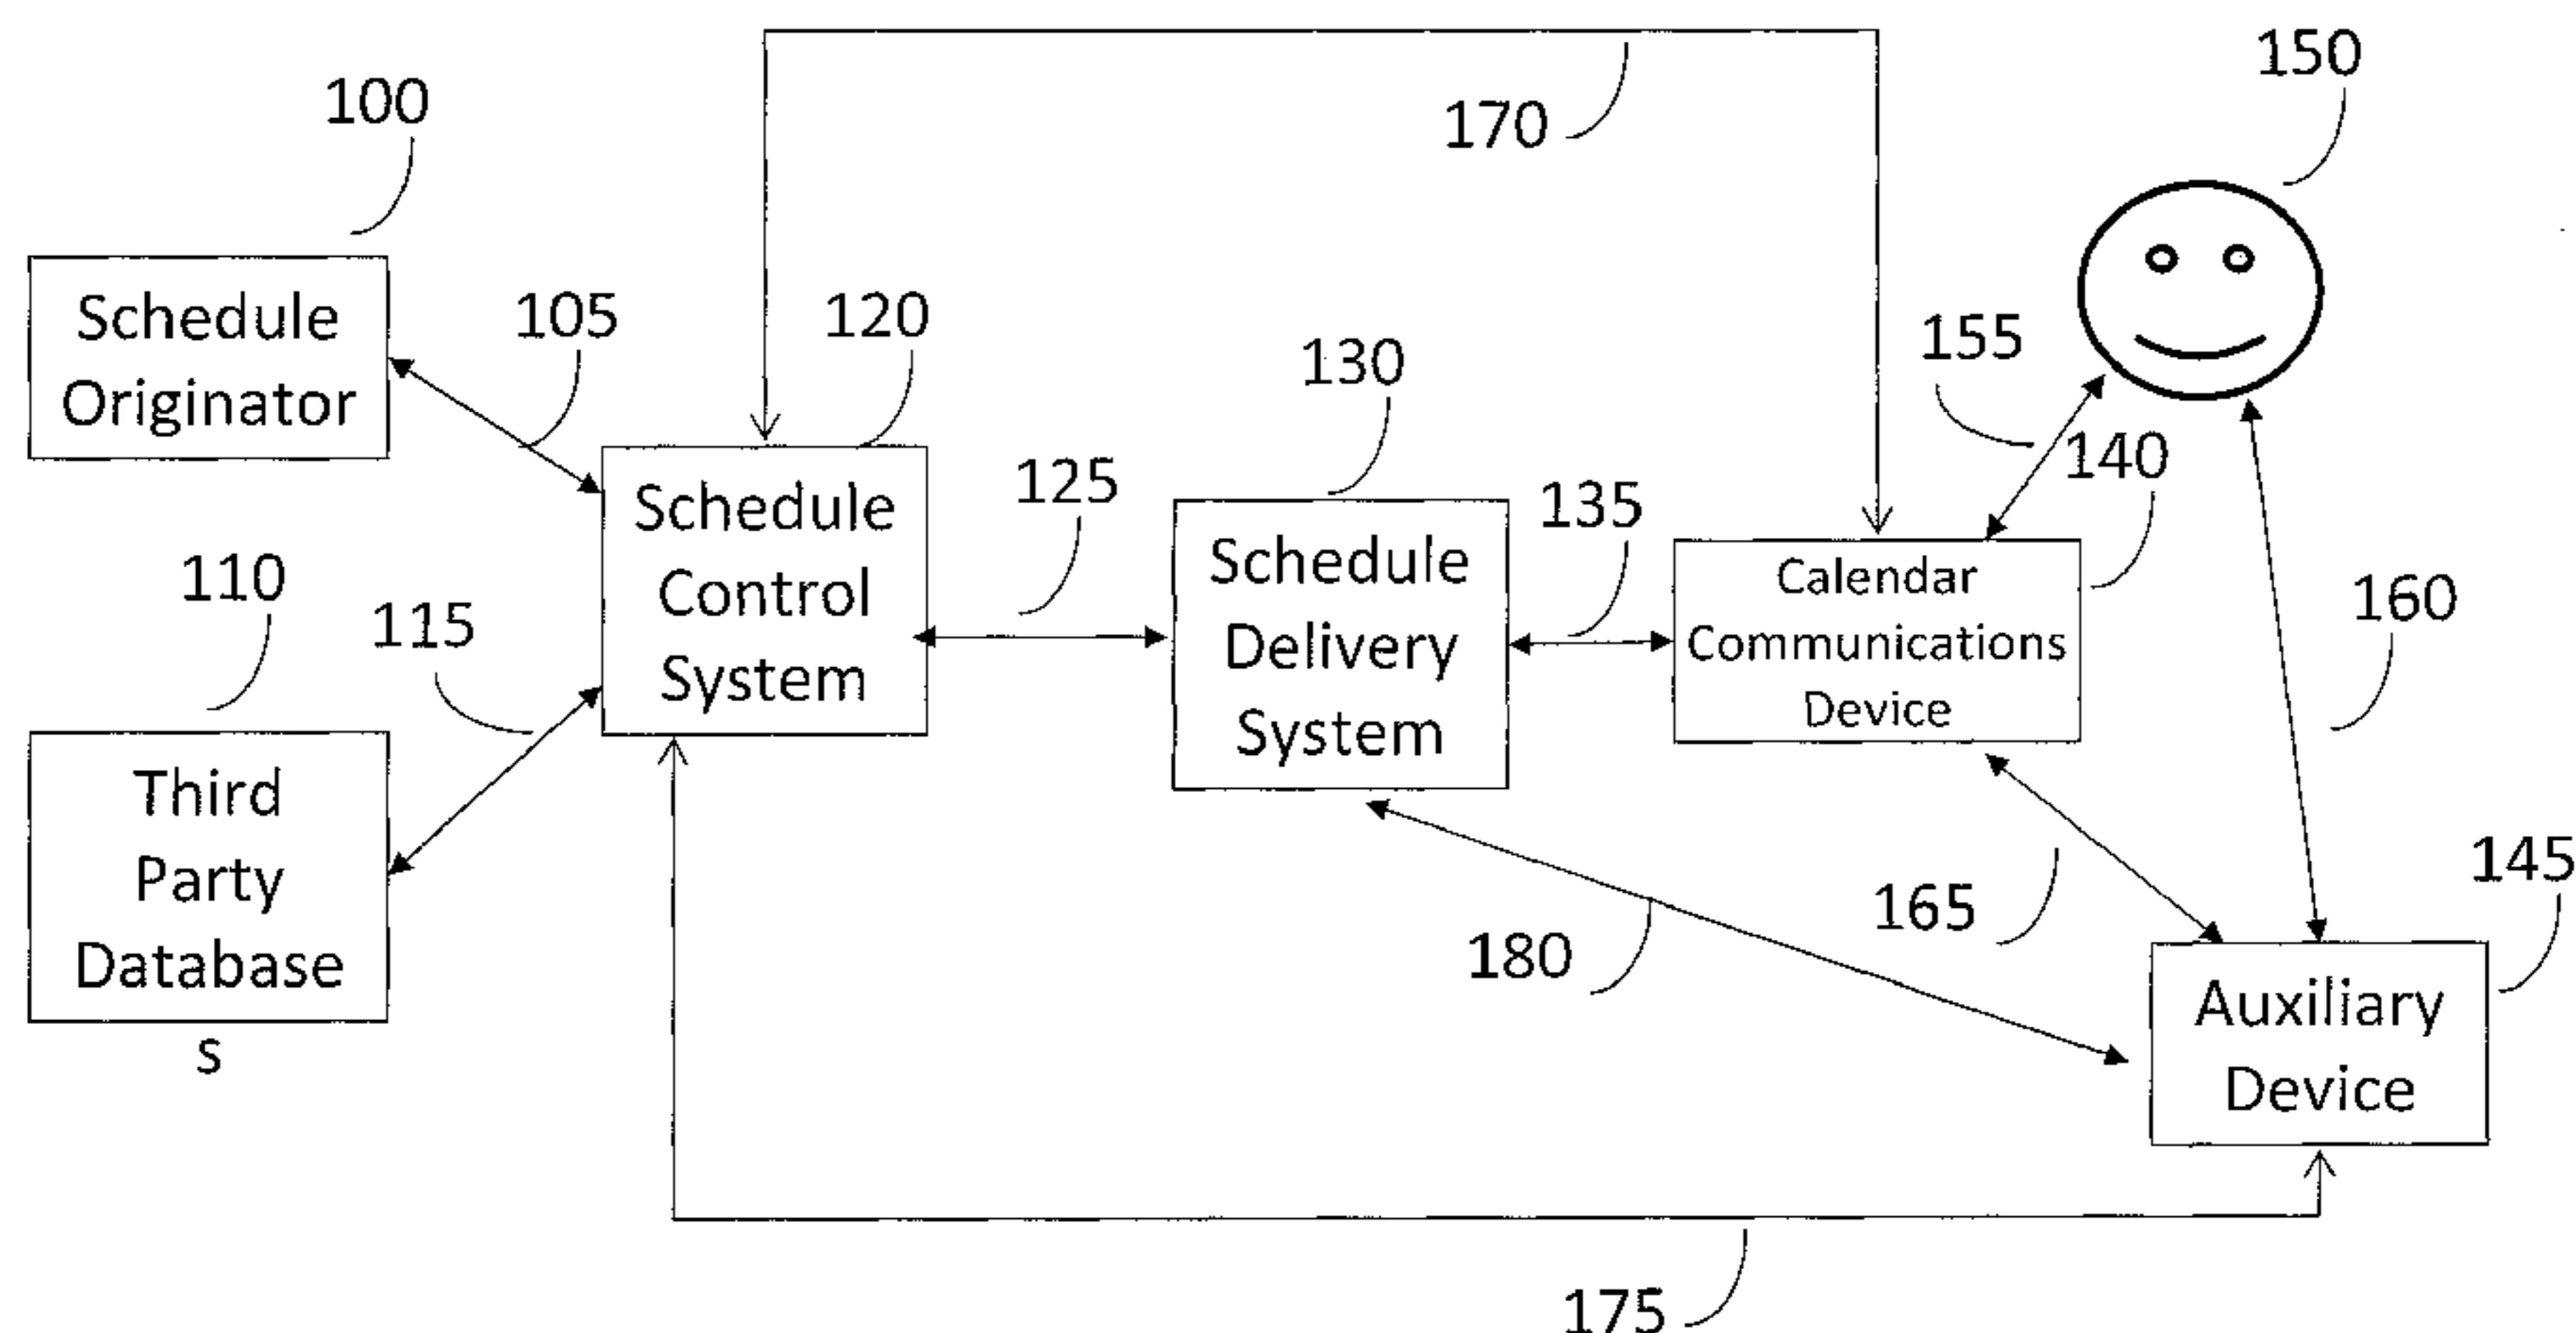 100
Schedule
Originator
105
110
115
Third
Party
Database
s
120
Schedule
Control
System
125
130
Schedule
Delivery
System
135
170
155
150
140
Calendar
Communications
Device
160
165
180
145
Auxiliary
Device
175